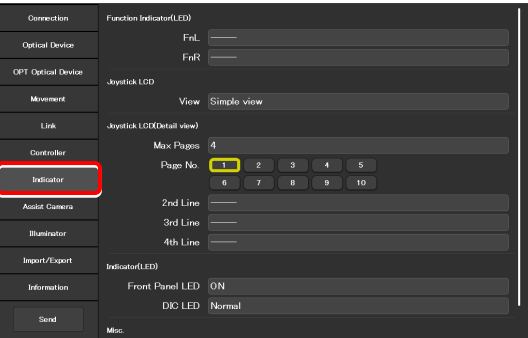 Connection
Optical Device
OPT Optical Device
Movement
Link
Controller
Indicator
Assist Camera
Illuminator
Import/Export
Information
Send
Function Indicator(LED)
FnL ——
FnR ——
Joystick LCD
View Simple view
Joystick LCD(Detail view)
Max Pages 4
Page No. 1 2 3 4 5
6 7 8 9 10
2nd Line ——
3rd Line ——
4th Line ——
Indicator(LED)
Front Panel LED ON
DIC LED Normal
Misc.